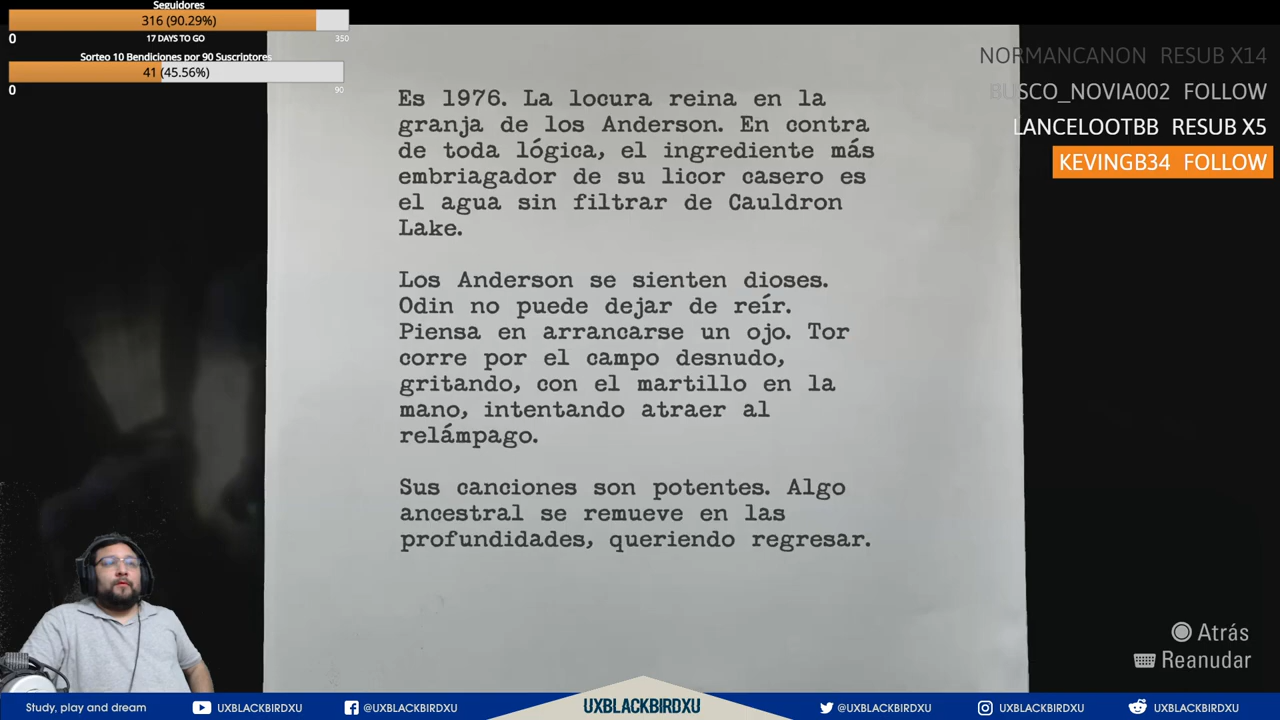 Seguidores
316 (90.29%)
0 17 DAYS TO GO 350
Sorteo 10 Bendiciones por 90 Suscriptores
41 (45.56%)
0 90
NORMANCANON RESUB X14
BUSCO_NOVIA002 FOLLOW
LANCELOOTBB RESUB X5
KEVINGB34 FOLLOW
Es 1976. La locura reina en la
granja de los Anderson. En contra
de toda lógica, el ingrediente más
embriagador de su licor casero es
el agua sin filtrar de Cauldron
Lake.
Los Anderson se sienten dioses.
Odin no puede dejar de reír.
Piensa en arrancarse un ojo. Tor
corre por el campo desnudo,
gritando, con el martillo en la
mano, intentando atraer al
relámpago.
Sus canciones son potentes. Algo
ancestral se remueve en las
profundidades, queriendo regresar.
Atrás
Reanudar
Study, play and dream UXBLACKBIRDXU @UXBLACKBIRDXU UXBLACKBIRDXU @UXBLACKBIRDXU UXBLACKBIRDXU UXBLACKBIRDXU